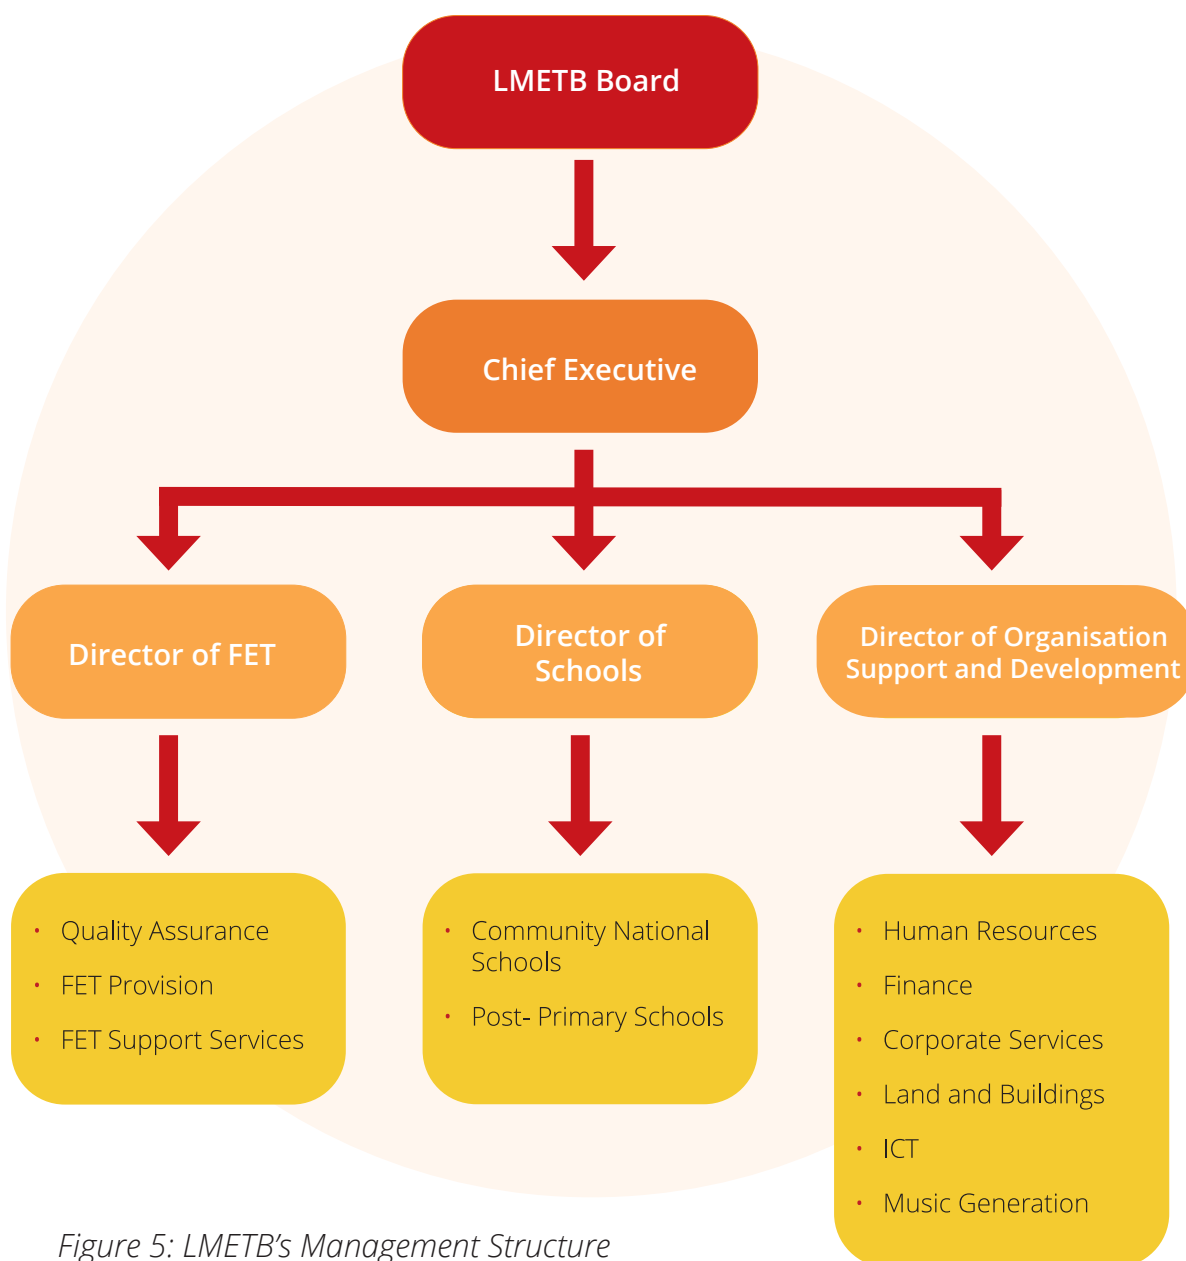 LMETB Board
Chief Executive
Director of FET
Director of
Schools
Director of Organisation
Support and Development
• Quality Assurance
• FET Provision
• FET Support Services
• Community National
Schools
• Post- Primary Schools
• Human Resources
• Finance
• Corporate Services
• Land and Buildings
• ICT
• Music Generation
Figure 5: LMETB’s Management Structure